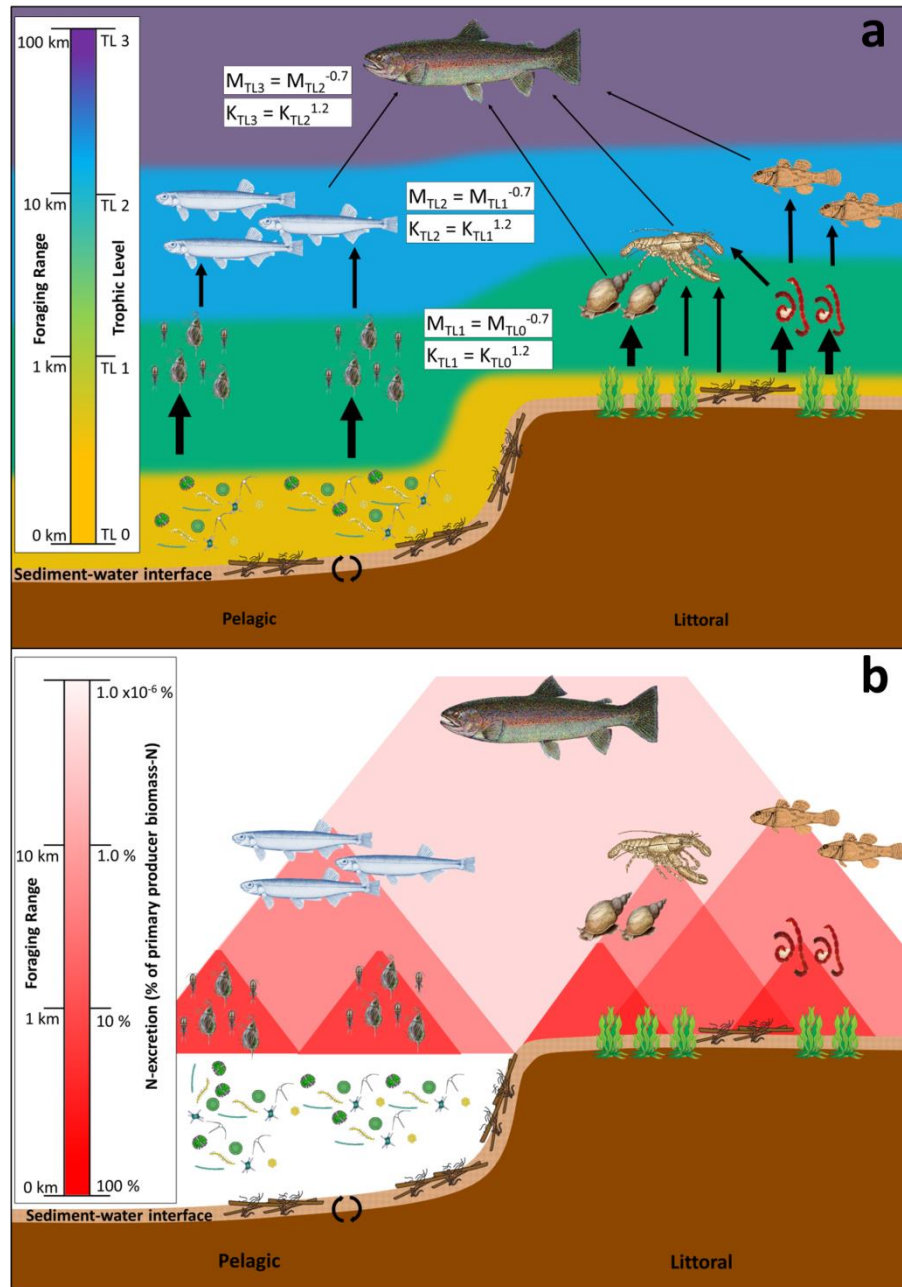 a
100 km
TL 3
10 km
TL 2
1 km
TL 1
0 km
TL 0
Foraging Range
Trophic Level
M_TL3 = M_TL2^-0.7
K_TL3 = K_TL2^1.2
M_TL2 = M_TL1^-0.7
K_TL2 = K_TL1^1.2
M_TL1 = M_TL0^-0.7
K_TL1 = K_TL0^1.2
Sediment-water interface
Pelagic
Littoral
b
1.0 x10^-6 %
10 km
1.0 %
1 km
10 %
0 km
100 %
Foraging Range
N-excretion (% of primary producer biomass-N)
Sediment-water interface
Pelagic
Littoral